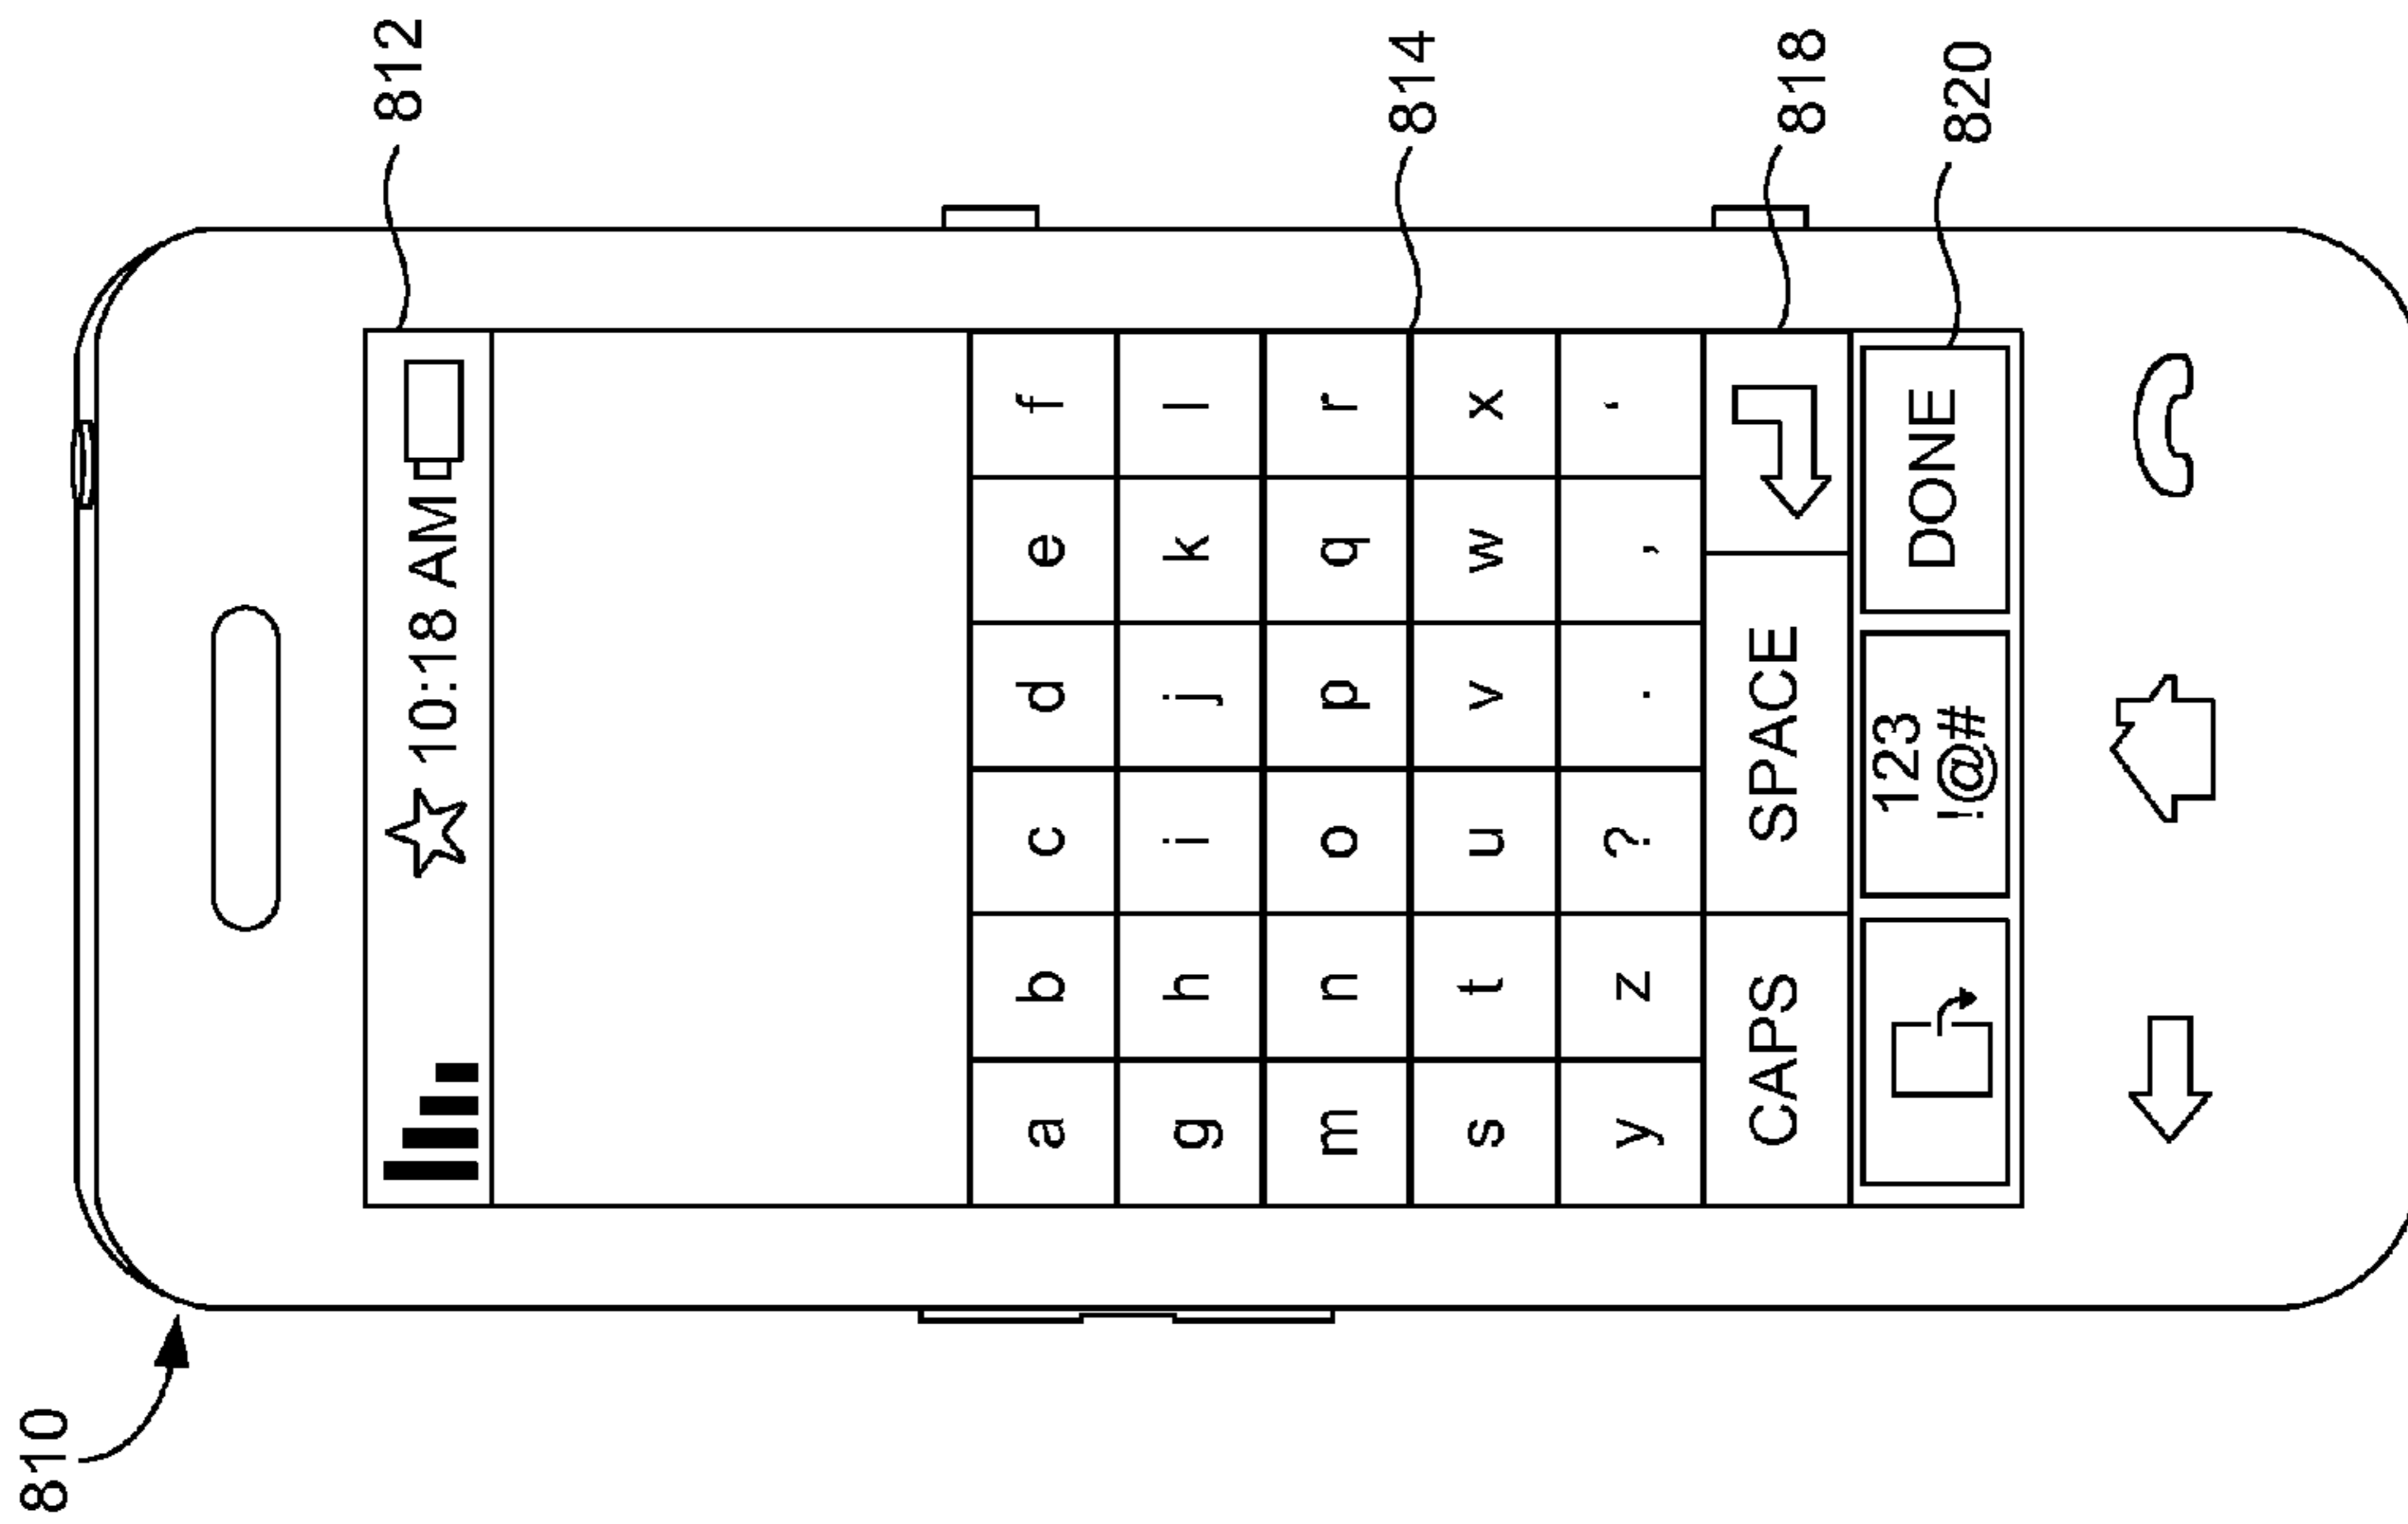 810
10:18 AM
812
a b c d e f
g h i j k l
m n o p q r
814
s t u v w x
y z ? . , '
CAPS SPACE
818
123
!@#
DONE
820